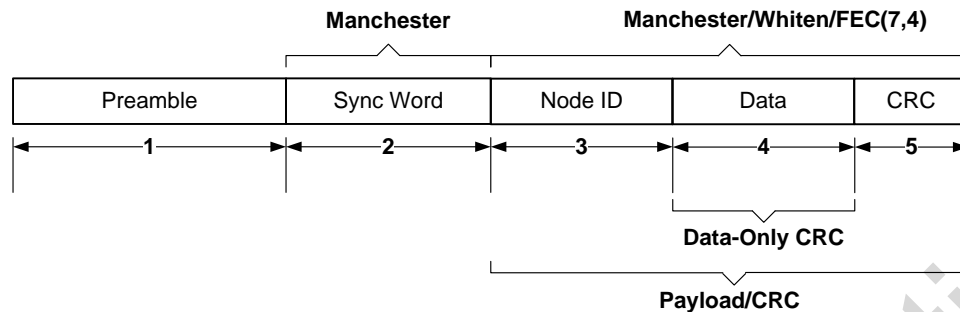 Manchester Manchester/Whiten/FEC(7,4)
Preamble Sync Word Node ID Data CRC
1 2 3 4 5
Data-Only CRC
Payload/CRC